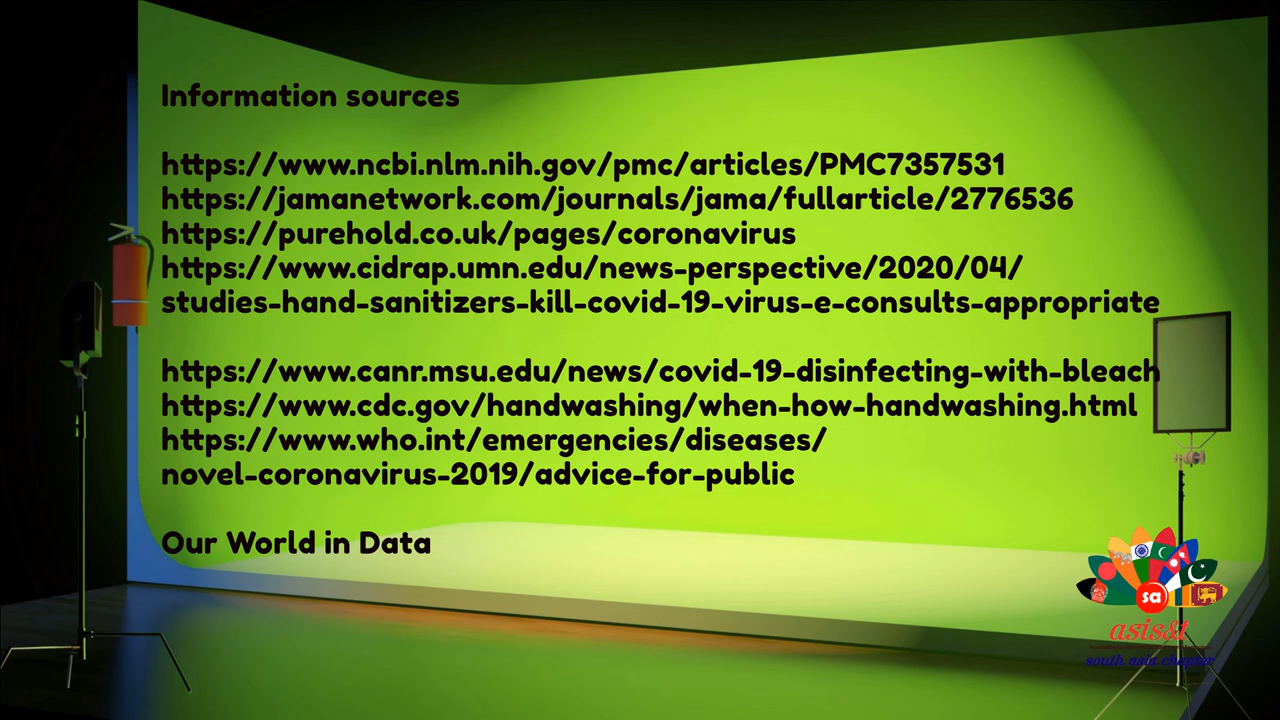 Information sources
https://www.ncbi.nlm.nih.gov/pmc/articles/PMC7357531
https://jamanetwork.com/journals/jama/fullarticle/2776536
https://purehold.co.uk/pages/coronavirus
https://www.cidrap.umn.edu/news-perspective/2020/04/
studies-hand-sanitizers-kill-covid-19-virus-e-consults-appropriate
https://www.canr.msu.edu/news/covid-19-disinfecting-with-bleach
https://www.cdc.gov/handwashing/when-how-handwashing.html
https://www.who.int/emergencies/diseases/
novel-coronavirus-2019/advice-for-public
Our World in Data
sa
asis&t
south asia chapter